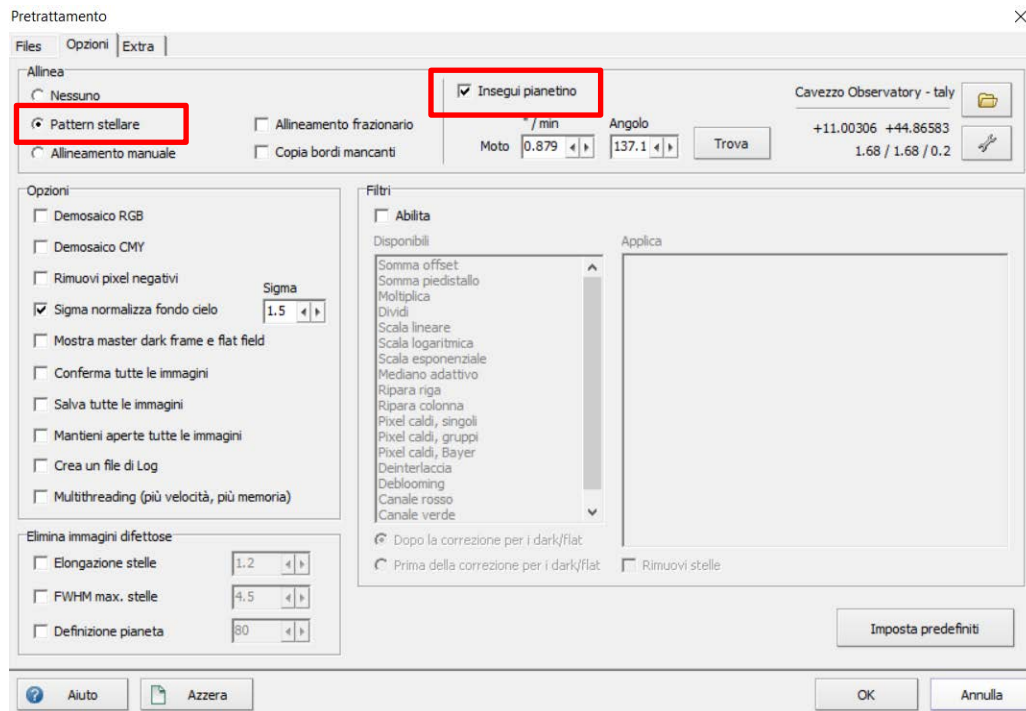 Pretrattamento
Files Opzioni Extra
Allinea
Nessuno
Pattern stellare
Allineamento manuale
Allineamento frazionario
Copia bordi mancanti
Insegui pianetino
"/min Angolo
Moto 0.879 137.1 Trova
Cavezzo Observatory - taly
+11.00306 +44.86583
1.68 / 1.68 / 0.2
Opzioni
Demosaico RGB
Demosaico CMY
Rimuovi pixel negativi
Sigma
Sigma normalizza fondo cielo 1.5
Mostra master dark frame e flat field
Conferma tutte le immagini
Salva tutte le immagini
Mantieni aperte tutte le immagini
Crea un file di Log
Multithreading (più velocità, più memoria)
Elimina immagini difettose
Elongazione stelle 1.2
FWHM max. stelle 4.5
Definizione pianeta 80
Filtri
Abilita
Disponibili Applica
Somma offset
Somma piedistallo
Moltiplica
Dividi
Scala lineare
Scala logaritmica
Scala esponenziale
Mediano adattivo
Ripara riga
Ripara colonna
Pixel caldi, singoli
Pixel caldi, gruppi
Pixel caldi, Bayer
Deinterlaccia
Deblooming
Canale rosso
Canale verde
Dopo la correzione per i dark/flat
Prima della correzione per i dark/flat Rimuovi stelle
Imposta predefiniti
Aiuto Azzera OK Annulla